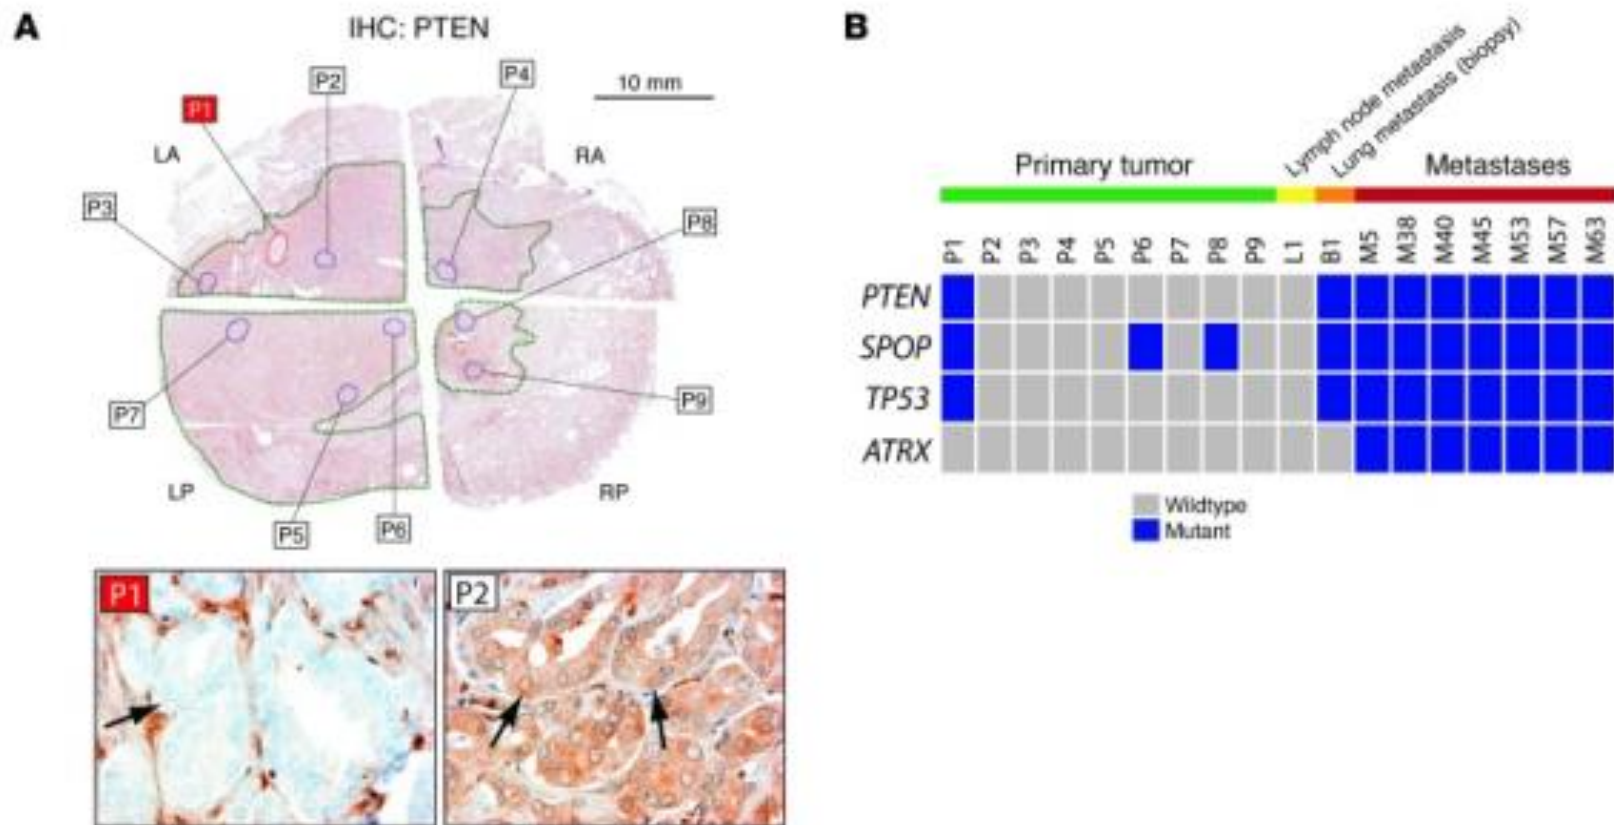 A
IHC: PTEN
P2
P4
10 mm
P1
LA
RA
P3
P8
P7
P9
LP
RP
P5
P6
P1
P2
B
Lymph node metastasis
Lung metastasis (biopsy)
Primary tumor
Metastases
P1 P2 P3 P4 P5 P6 P7 P8 P9 L1 B1 M5 M38 M40 M45 M53 M57 M63
PTEN
SPOP
TP53
ATRX
Wildtype
Mutant